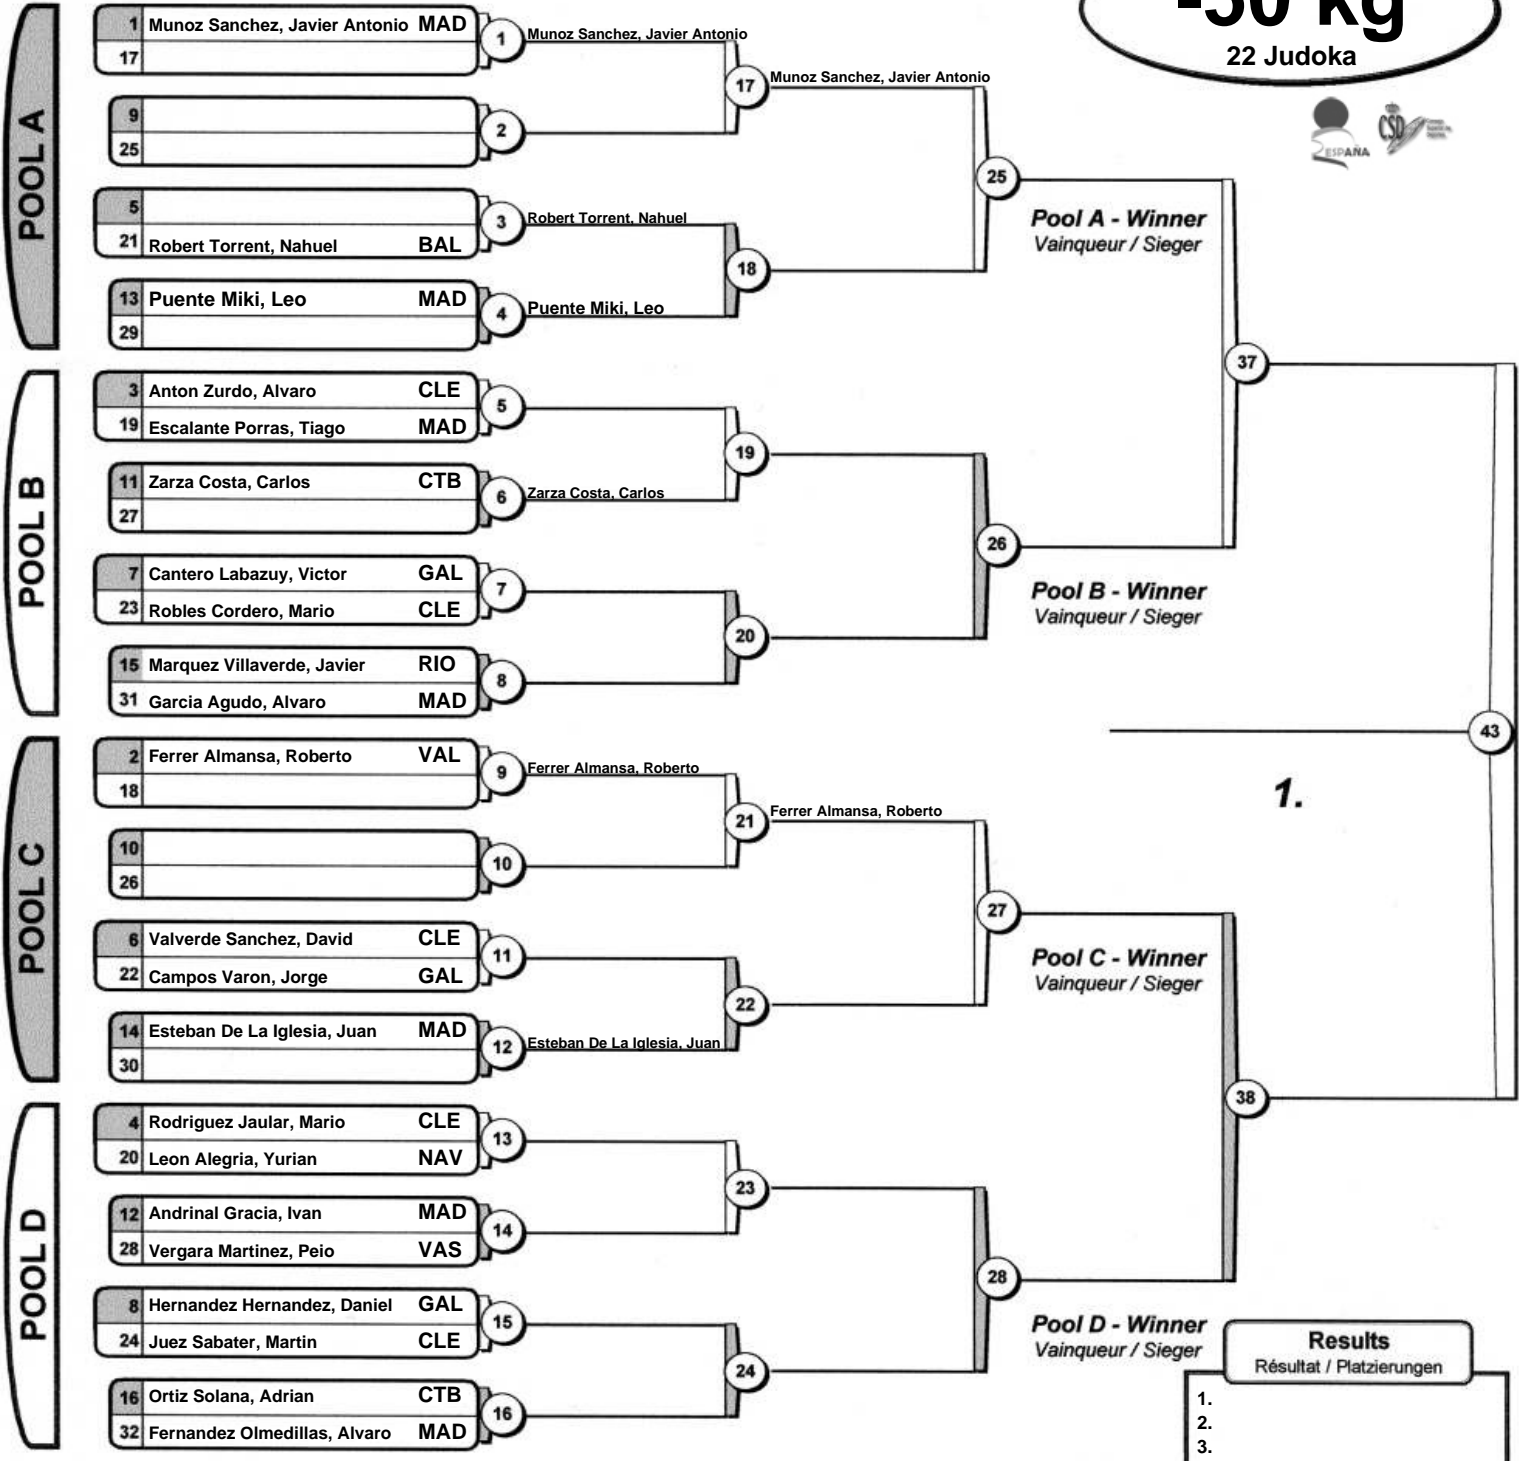 -50 kg
22 Judoka
ESPAÑA
CSD
POOL A
1 Munoz Sanchez, Javier Antonio MAD
17
1 Munoz Sanchez, Javier Antonio
17 Munoz Sanchez, Javier Antonio
9
25
2
25
Pool A - Winner
Vainqueur / Sieger
5
21 Robert Torrent, Nahuel BAL
3 Robert Torrent, Nahuel
18
13 Puente Miki, Leo MAD
29
4 Puente Miki, Leo
37
POOL B
3 Anton Zurdo, Alvaro CLE
19 Escalante Porras, Tiago MAD
5
19
11 Zarza Costa, Carlos CTB
27
6 Zarza Costa, Carlos
26
Pool B - Winner
Vainqueur / Sieger
7 Cantero Labazuy, Victor GAL
23 Robles Cordero, Mario CLE
7
20
15 Marquez Villaverde, Javier RIO
31 Garcia Agudo, Alvaro MAD
8
43
1.
POOL C
2 Ferrer Almansa, Roberto VAL
18
9 Ferrer Almansa, Roberto
21 Ferrer Almansa, Roberto
10
26
10
27
Pool C - Winner
Vainqueur / Sieger
6 Valverde Sanchez, David CLE
22 Campos Varon, Jorge GAL
11
22
14 Esteban De La Iglesia, Juan MAD
30
12 Esteban De La Iglesia, Juan
38
POOL D
4 Rodriguez Jaular, Mario CLE
20 Leon Alegria, Yurian NAV
13
23
12 Andrinal Gracia, Ivan MAD
28 Vergara Martinez, Peio VAS
14
28
Pool D - Winner
Vainqueur / Sieger
8 Hernandez Hernandez, Daniel GAL
24 Juez Sabater, Martin CLE
15
24
16 Ortiz Solana, Adrian CTB
32 Fernandez Olmedillas, Alvaro MAD
16
Results
Résultat / Platzierungen
1.
2.
3.